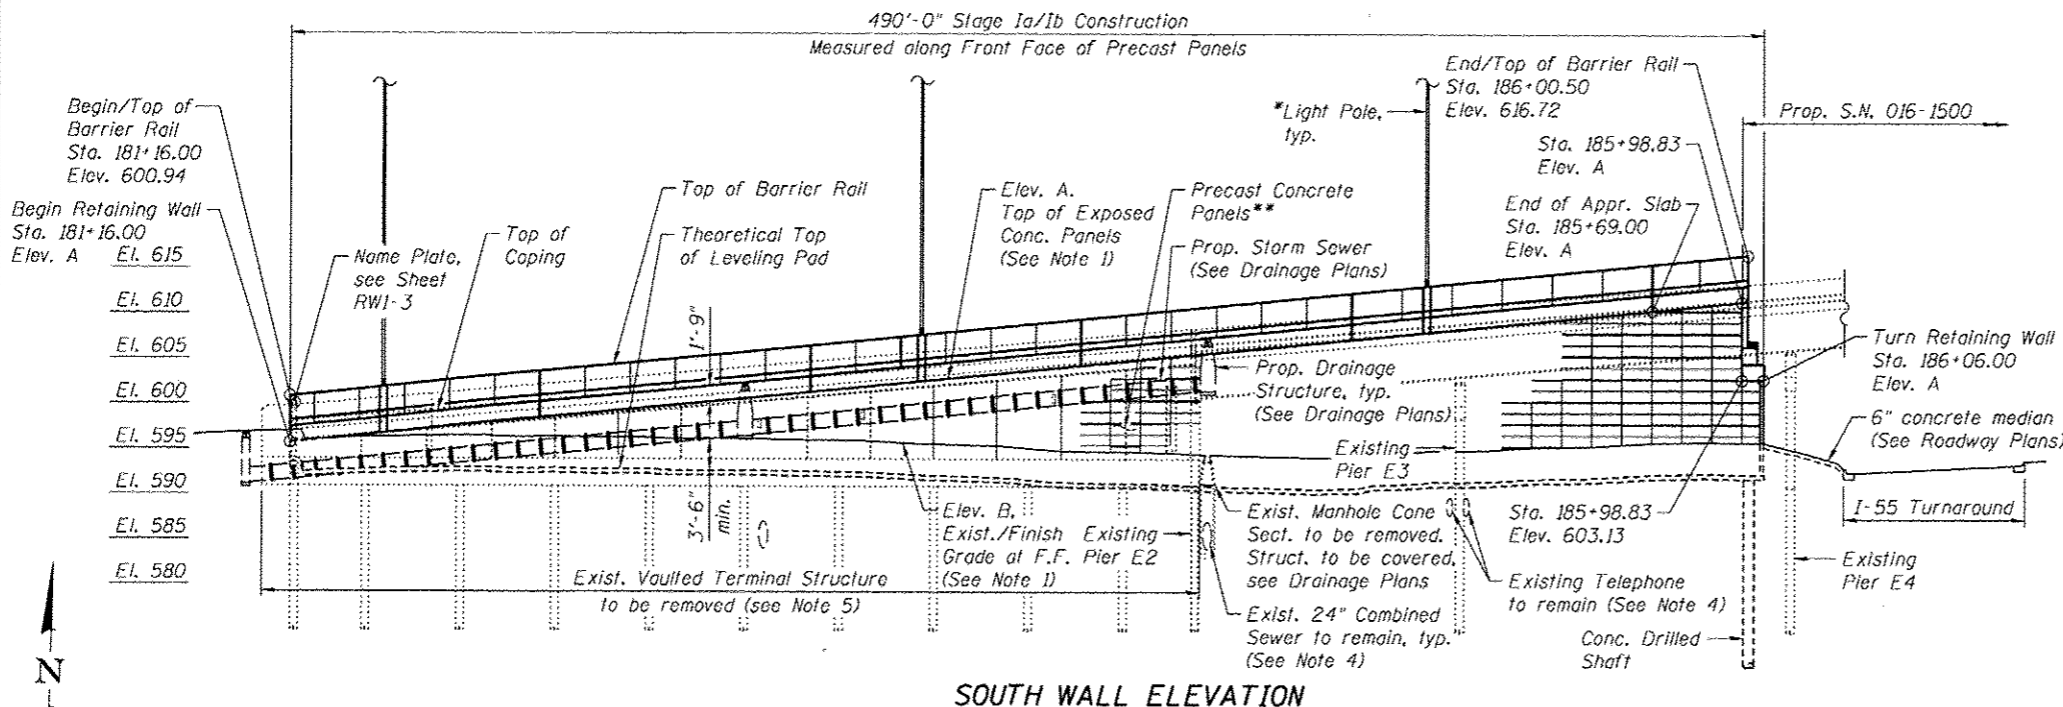 490'-0" Stage Ia/Ib Construction
Measured along Front Face of Precast Panels
Begin/Top of
Barrier Rail
Sta. 181+16.00
Elev. 600.94
Begin Retaining Wall
Sta. 181+16.00
Elev. A
El. 615
El. 610
El. 605
El. 600
El. 595
El. 590
El. 585
El. 580
Name Plate,
see Sheet
RW1-3
Top of
Coping
Top of Barrier Rail
Theoretical Top
of Leveling Pad
1'-9"
3'-6"
min.
Elev. A.
Top of Exposed
Conc. Panels
(See Note 1)
Precast Concrete
Panels**
Prop. Storm Sewer
(See Drainage Plans)
*Light Pole,
typ.
End/Top of Barrier Rail
Sta. 186+00.50
Elev. 616.72
Prop. S.N. 016-1500
Sta. 185+98.83
Elev. A
End of Appr. Slab
Sta. 185+69.00
Elev. A
Turn Retaining Wall
Sta. 186+06.00
Elev. A
6" concrete median
(See Roadway Plans)
I-55 Turnaround
Prop. Drainage
Structure, typ.
(See Drainage Plans)
Existing
Pier E3
Elev. B,
Exist./Finish
Grade at F.F.
(See Note 1)
Existing
Pier E2
Exist. Manhole Cone
Sect. to be removed.
Struct. to be covered,
see Drainage Plans
Exist. 24" Combined
Sewer to remain, typ.
(See Note 4)
Sta. 185+98.83
Elev. 603.13
Existing Telephone
to remain (See Note 4)
Existing
Pier E4
Conc. Drilled
Shaft
Exist. Vaulted Terminal Structure
to be removed (see Note 5)
N
SOUTH WALL ELEVATION